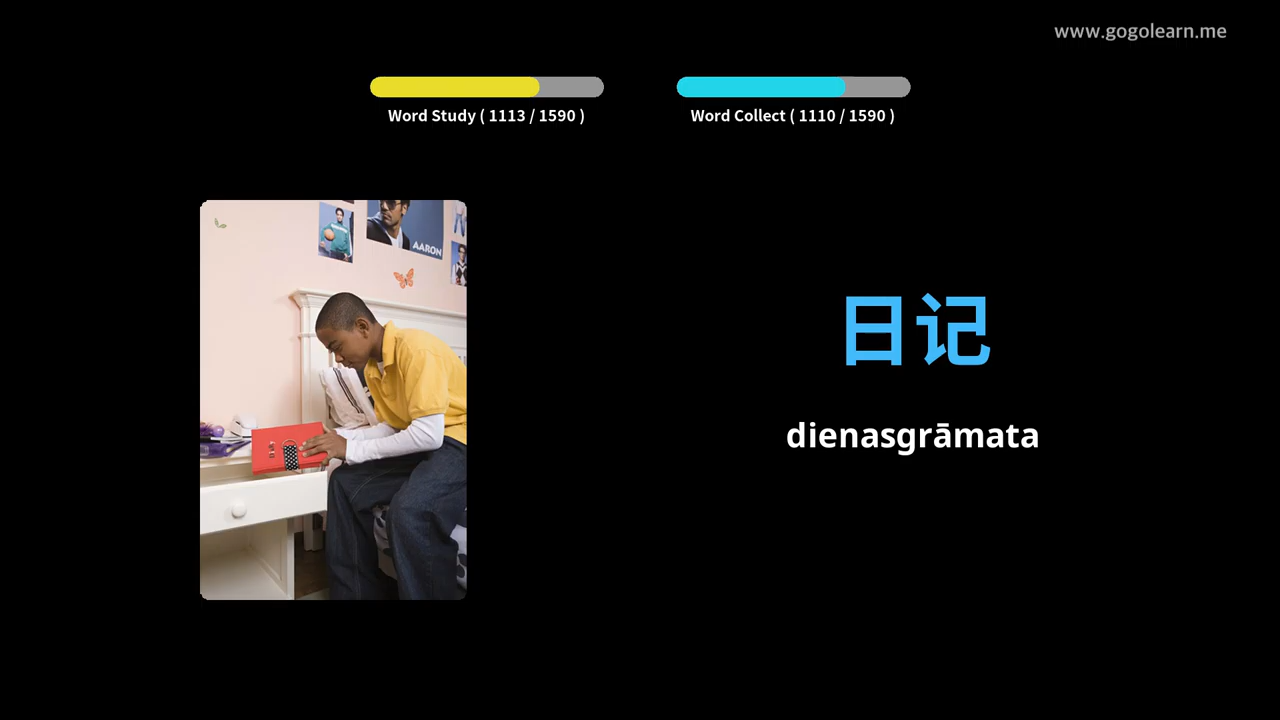 www.gogolearn.me
Word Study ( 1113 / 1590 )
Word Collect ( 1110 / 1590 )
AARON
日记
dienasgrāmata